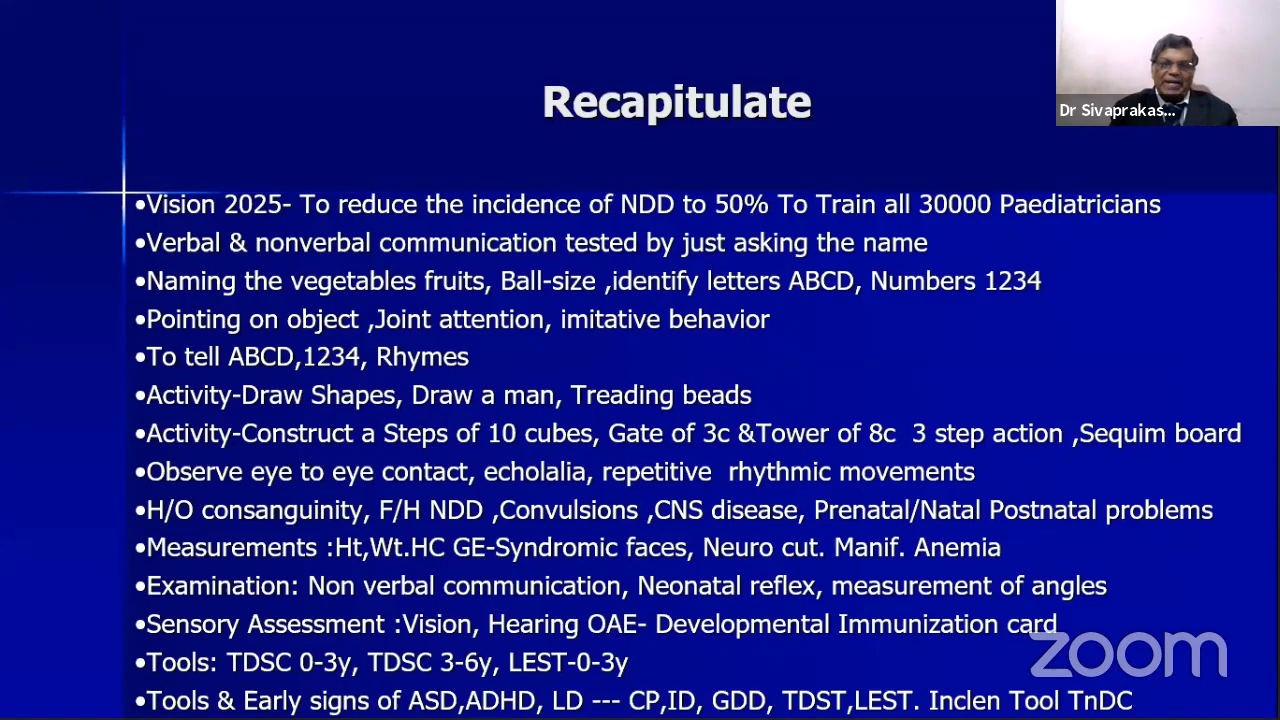 Recapitulate
Dr Sivaprakas...
•Vision 2025- To reduce the incidence of NDD to 50% To Train all 30000 Paediatricians
•Verbal & nonverbal communication tested by just asking the name
•Naming the vegetables fruits, Ball-size ,identify letters ABCD, Numbers 1234
•Pointing on object ,Joint attention, imitative behavior
•To tell ABCD,1234, Rhymes
•Activity-Draw Shapes, Draw a man, Treading beads
•Activity-Construct a Steps of 10 cubes, Gate of 3c &Tower of 8c 3 step action ,Sequim board
•Observe eye to eye contact, echolalia, repetitive rhythmic movements
•H/O consanguinity, F/H NDD ,Convulsions ,CNS disease, Prenatal/Natal Postnatal problems
•Measurements :Ht,Wt.HC GE-Syndromic faces, Neuro cut. Manif. Anemia
•Examination: Non verbal communication, Neonatal reflex, measurement of angles
•Sensory Assessment :Vision, Hearing OAE- Developmental Immunization card
•Tools: TDSC 0-3y, TDSC 3-6y, LEST-0-3y
•Tools & Early signs of ASD,ADHD, LD --- CP,ID, GDD, TDST,LEST. Inclen Tool TnDC
zoom